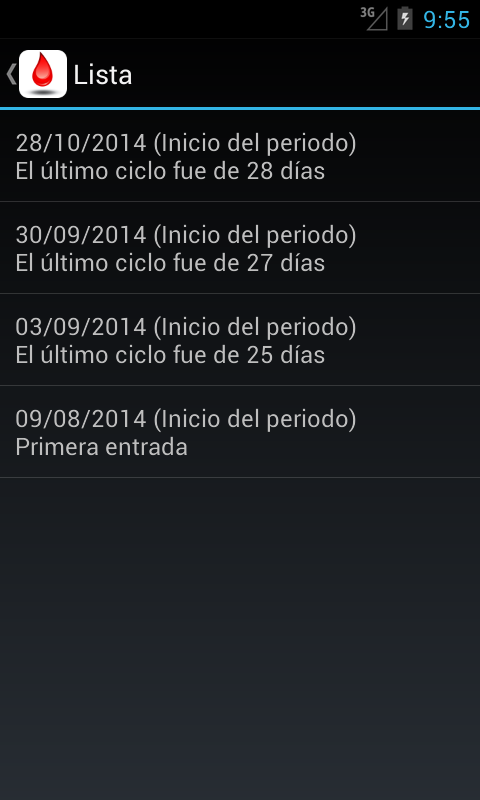 3G
9:55
Lista
28/10/2014 (Inicio del periodo)
El último ciclo fue de 28 días
30/09/2014 (Inicio del periodo)
El último ciclo fue de 27 días
03/09/2014 (Inicio del periodo)
El último ciclo fue de 25 días
09/08/2014 (Inicio del periodo)
Primera entrada